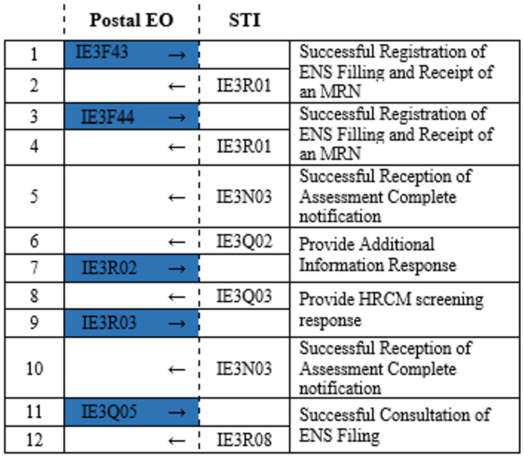 Postal EO STI
1 IE3F43 →
Successful Registration of
ENS Filling and Receipt of
an MRN
2 ← IE3R01
3 IE3F44 →
Successful Registration of
ENS Filling and Receipt of
an MRN
4 ← IE3R01
5 ← IE3N03
Successful Reception of
Assessment Complete
notification
6 ← IE3Q02
Provide Additional
Information Response
7 IE3R02 →
8 ← IE3Q03
Provide HRCM screening
response
9 IE3R03 →
10 ← IE3N03
Successful Reception of
Assessment Complete
notification
11 IE3Q05 →
Successful Consultation of
ENS Filing
12 ← IE3R08